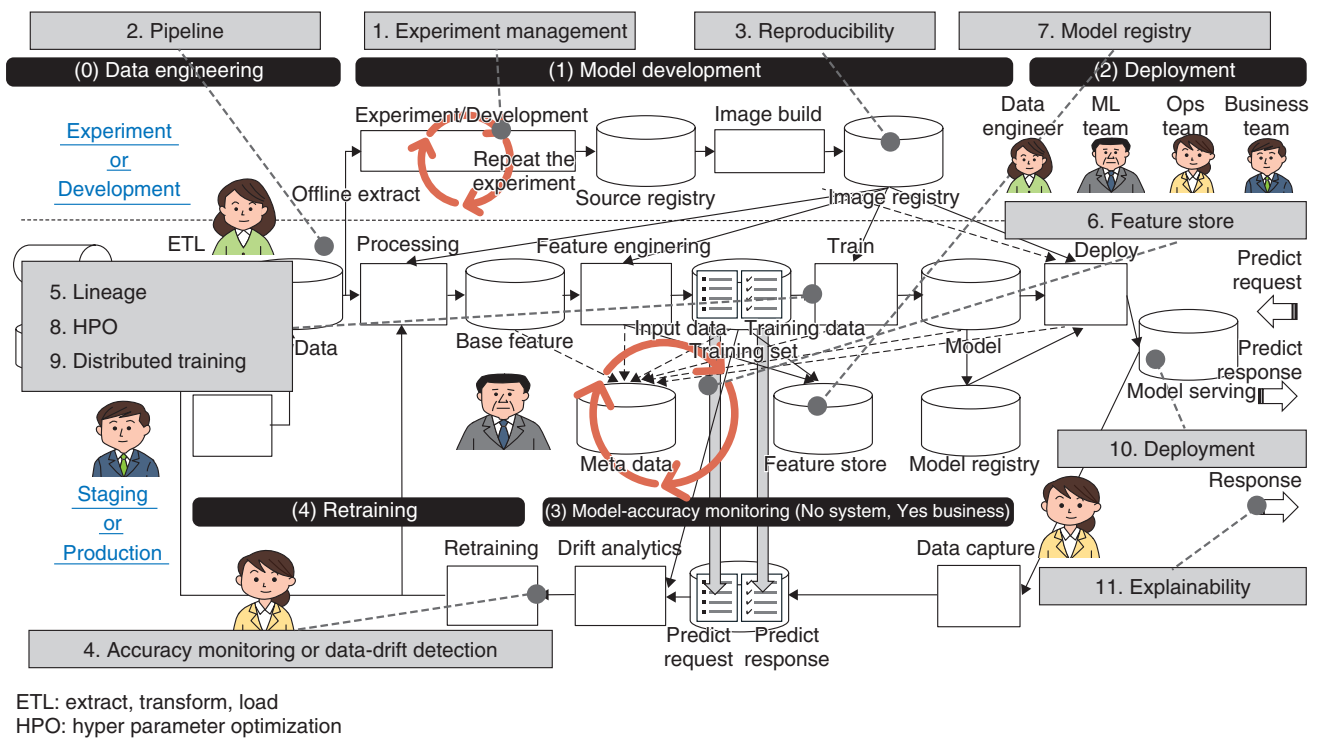 2. Pipeline
1. Experiment management
3. Reproducibility
7. Model registry
(0) Data engineering
(1) Model development
(2) Deployment
Experiment
or
Development
Experiment/Development
Repeat the
experiment
Offline extract
Source registry
Image build
Image registry
Data
engineer
ML
team
Ops
team
Business
team
6. Feature store
ETL
Processing
Feature enginering
Train
Deploy
Predict
request
5. Lineage
8. HPO
9. Distributed training
Data
Base feature
Input data
Training data
Training set
Model
Predict
response
Model serving
Meta data
Feature store
Model registry
10. Deployment
Staging
or
Production
(4) Retraining
(3) Model-accuracy monitoring (No system, Yes business)
Response
Retraining
Drift analytics
Data capture
11. Explainability
Predict
request
Predict
response
4. Accuracy monitoring or data-drift detection
ETL: extract, transform, load
HPO: hyper parameter optimization